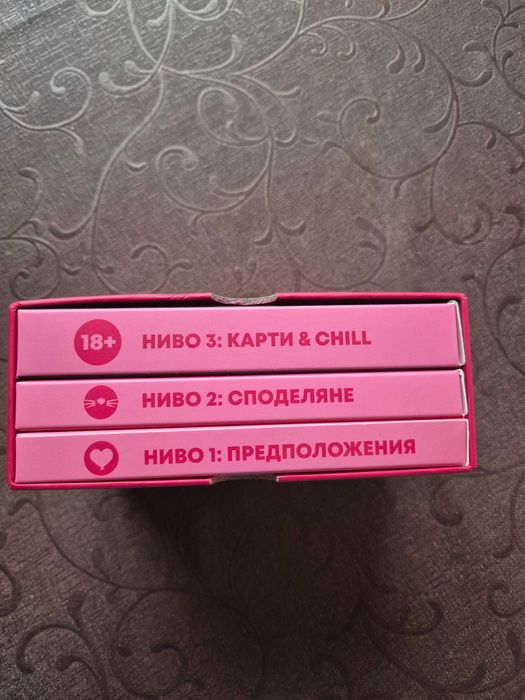 18+ НИВО 3: КАРТИ & CHILL
НИВО 2: СПОДЕЛЯНЕ
НИВО 1: ПРЕДПОЛОЖЕНИЯ